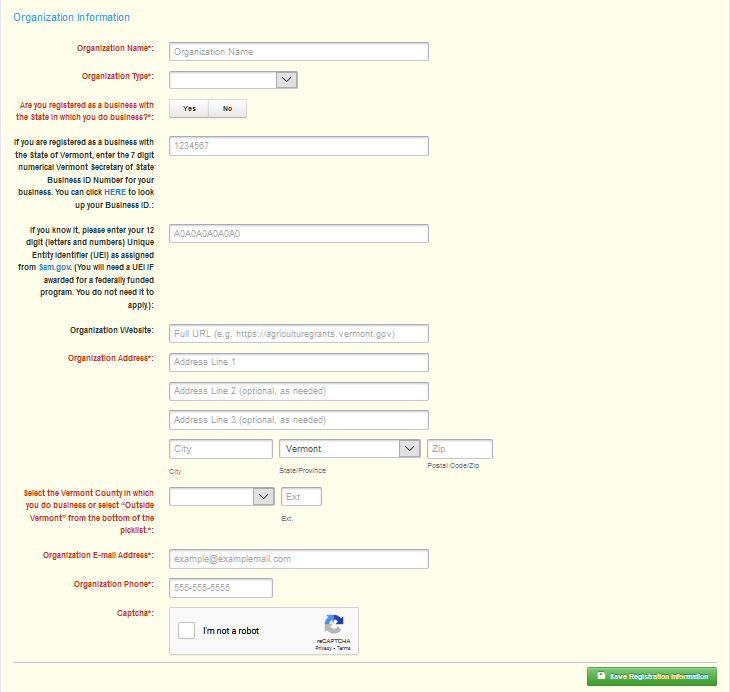 Organization Information
Organization Name*:
Organization Name
Organization Type*:
Are you registered as a business with
the State in which you do business?*:
Yes No
If you are registered as a business with
the State of Vermont, enter the 7 digit
numerical Vermont Secretary of State
Business ID Number for your
business. You can click HERE to look
up your Business ID.:
1234567
If you know it, please enter your 12
digit (letters and numbers) Unique
Entity Identifier (UEI) as assigned
from Sam.gov. (You will need a UEI IF
awarded for a federally funded
program. You do not need it to
apply.):
A0A0A0A0A0A0
Organization Website:
Full URL (e.g. https://agriculturegrants.vermont.gov)
Organization Address*:
Address Line 1
Address Line 2 (optional, as needed)
Address Line 3 (optional, as needed)
City Vermont Zip
City State/Province Postal Code/Zip
Select the Vermont County in which
you do business or select "Outside
Vermont" from the bottom of the
picklist.*:
Ext
Ext.
Organization E-mail Address*:
example@examplemail.com
Organization Phone*:
555-555-5555
Captcha*:
I'm not a robot
reCAPTCHA
Privacy - Terms
Save Registration Information